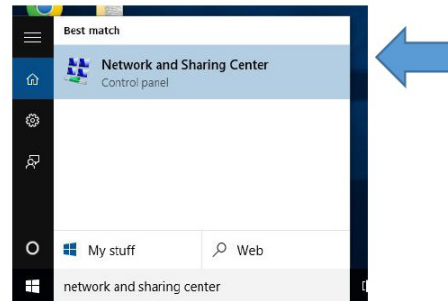 Best match
Network and Sharing Center
Control panel
My stuff
Web
network and sharing center